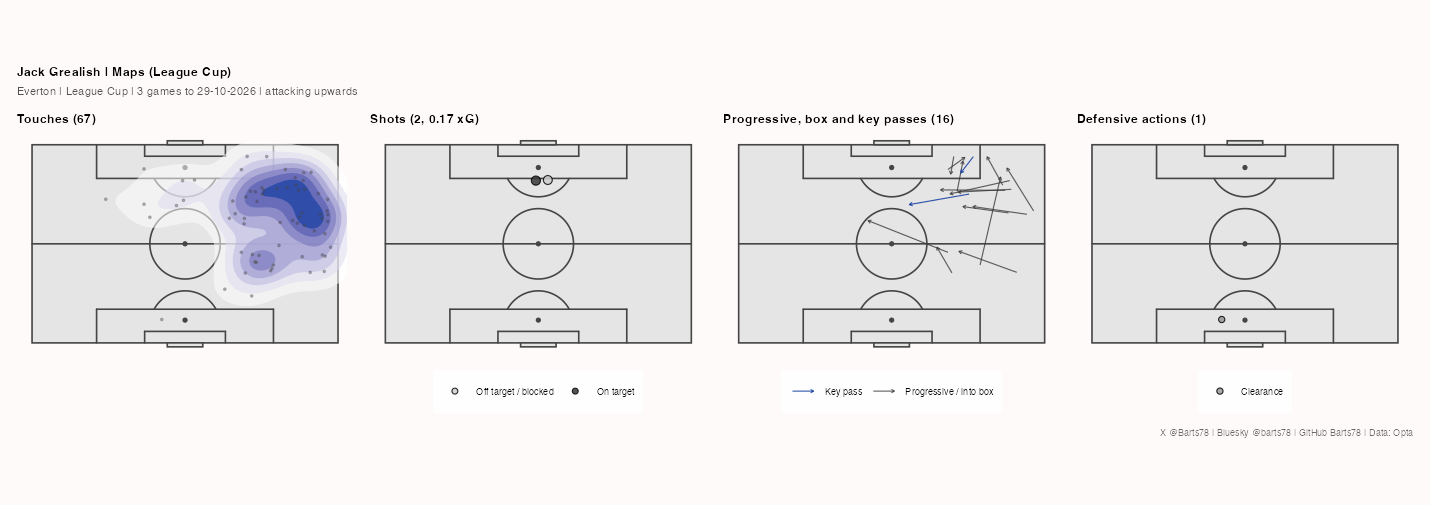 Jack Grealish | Maps (League Cup)
Everton | League Cup | 3 games to 29-10-2026 | attacking upwards
Touches (67)
Shots (2, 0.17 xG)
Progressive, box and key passes (16)
Defensive actions (1)
Off target / blocked
On target
Key pass
Progressive / into box
Clearance
X @Barts78 | Bluesky @barts78 | GitHub Barts78 | Data: Opta